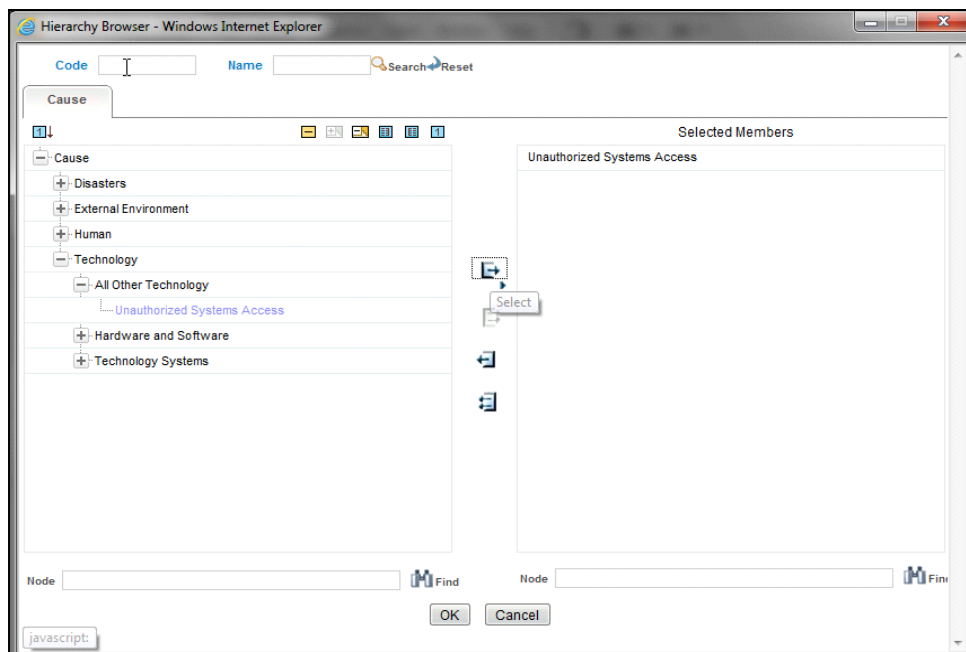 Hierarchy Browser - Windows Internet Explorer
Code Name Search Reset
Cause
Selected Members
Cause
Unauthorized Systems Access
Disasters
External Environment
Human
Technology
All Other Technology
Select
Unauthorized Systems Access
Hardware and Software
Technology Systems
Node Find
Node Find
OK Cancel
javascript: